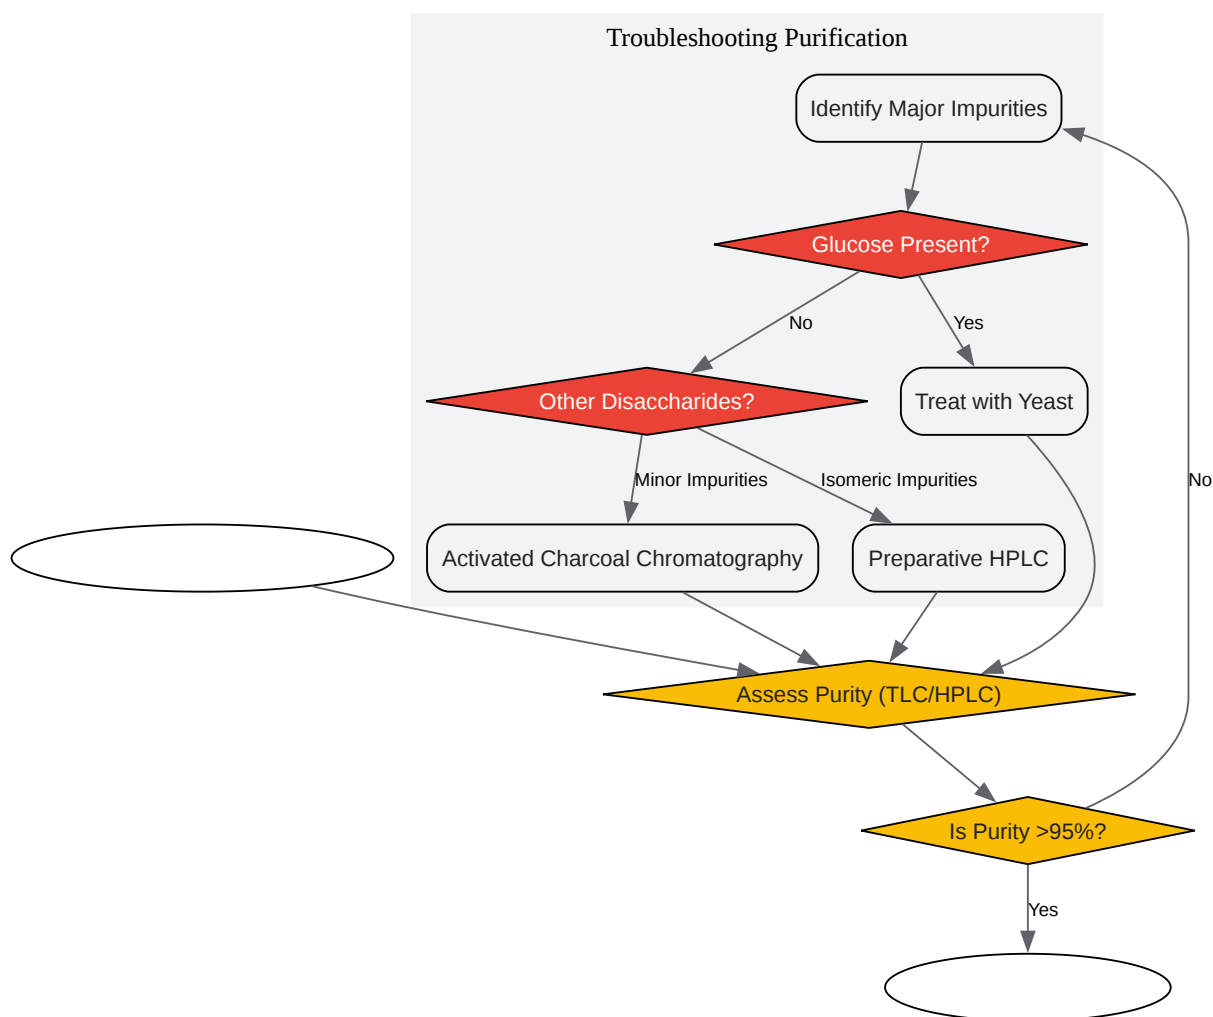 Troubleshooting Purification
Identify Major Impurities
Glucose Present?
No
Yes
Other Disaccharides?
Treat with Yeast
Minor Impurities
Isomeric Impurities
No
Activated Charcoal Chromatography
Preparative HPLC
Assess Purity (TLC/HPLC)
Is Purity >95%?
Yes